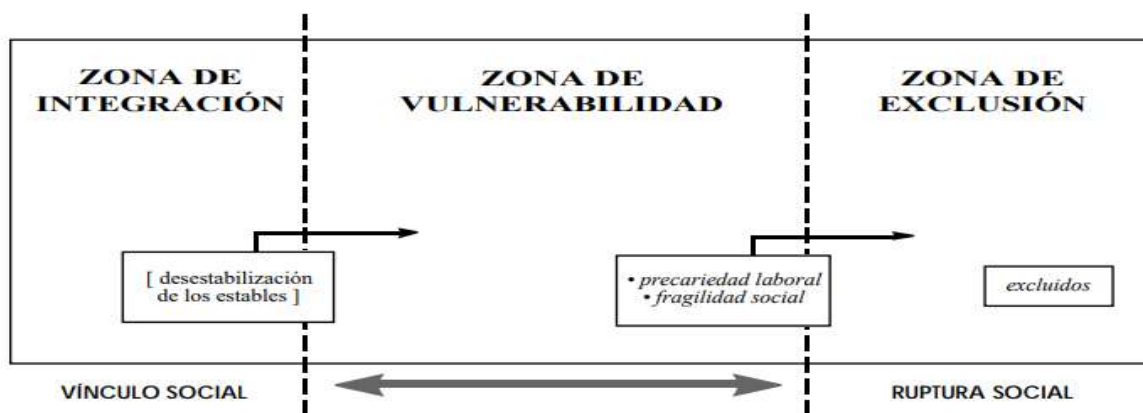 ZONA DE
INTEGRACIÓN
ZONA DE
VULNERABILIDAD
ZONA DE
EXCLUSIÓN
[ desestabilización
de los estables ]
• precariedad laboral
• fragilidad social
excluidos
VÍNCULO SOCIAL
RUPTURA SOCIAL